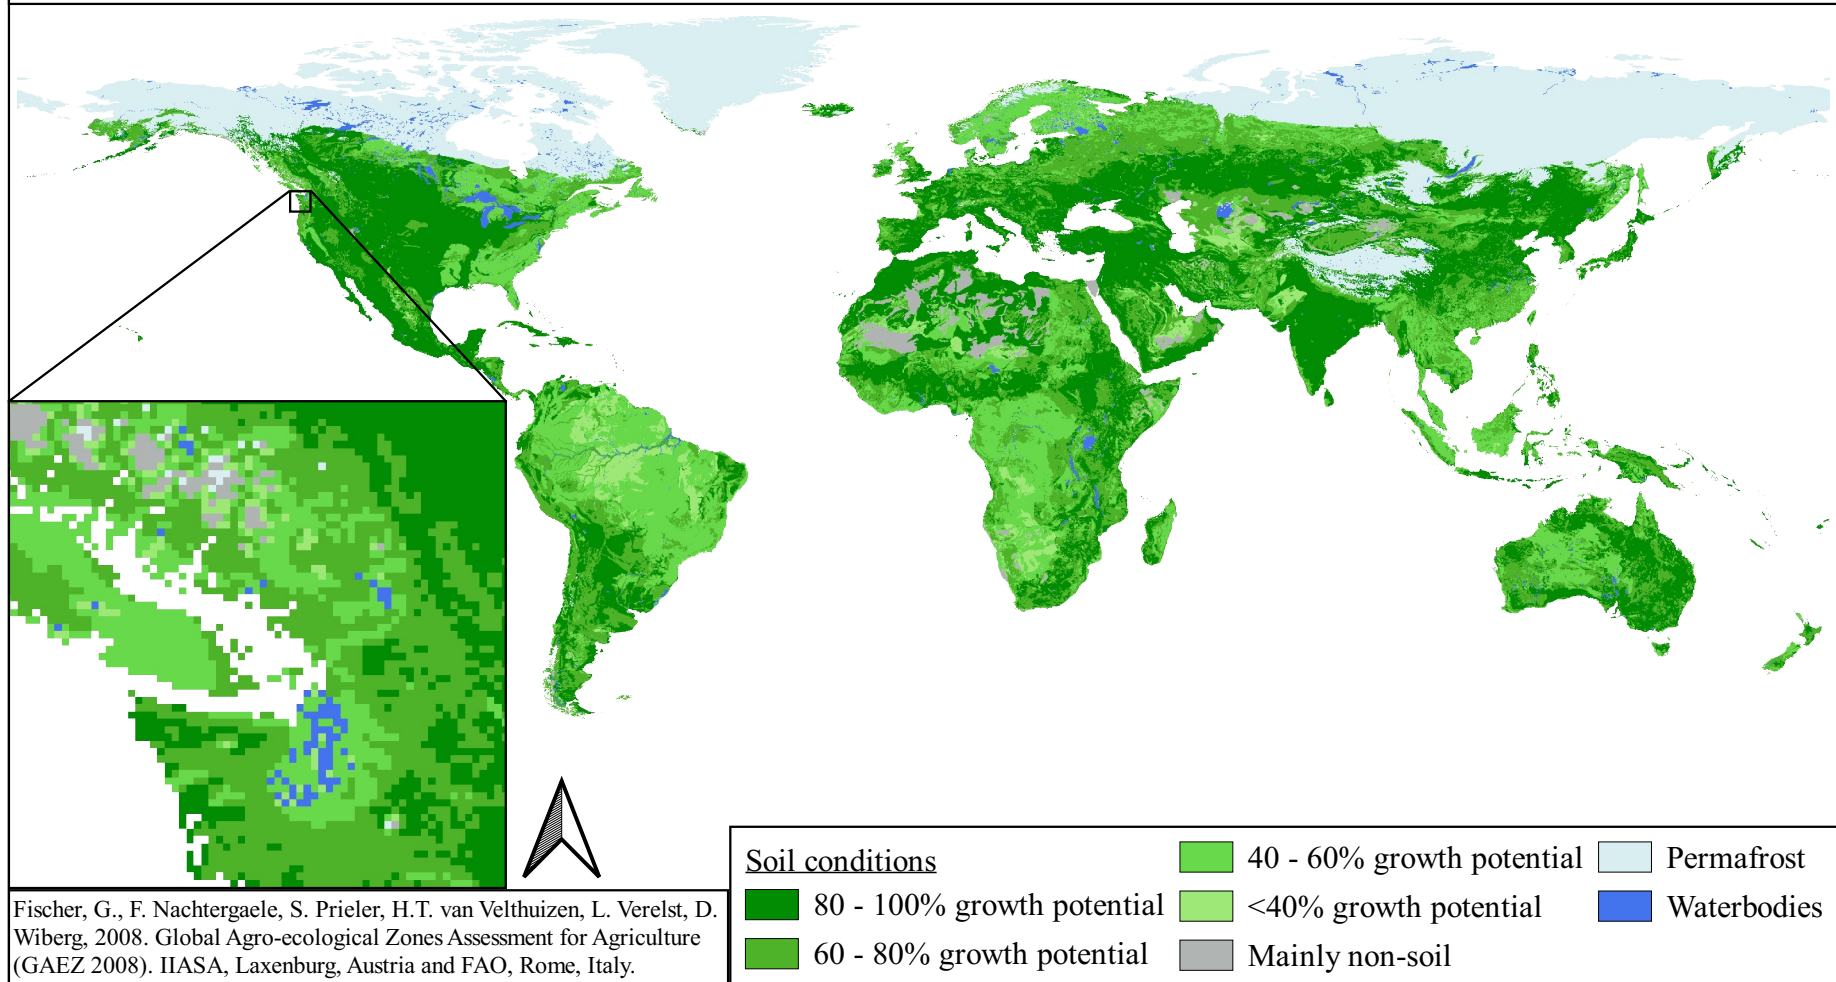 Soil conditions
80 - 100% growth potential
60 - 80% growth potential
40 - 60% growth potential
<40% growth potential
Mainly non-soil
Permafrost
Waterbodies
Fischer, G., F. Nachtergaele, S. Prieler, H.T. van Velthuizen, L. Verelst, D.
Wiberg, 2008. Global Agro-ecological Zones Assessment for Agriculture
(GAEZ 2008). IIASA, Laxenburg, Austria and FAO, Rome, Italy.